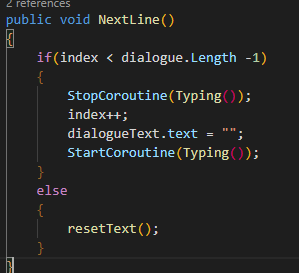 2 references
public void NextLine()
{
if(index < dialogue.Length -1)
{
StopCoroutine(Typing());
index++;
dialogueText.text = "";
StartCoroutine(Typing());
}
else
{
resetText();
}
}